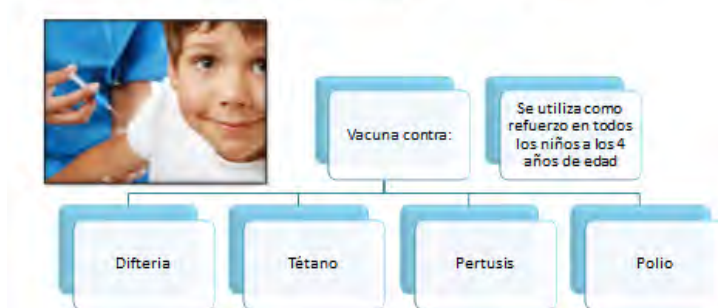 Vacuna contra:
Se utiliza como
refuerzo en todos
los niños a los 4
años de edad
Difteria
Tétano
Pertusis
Polio